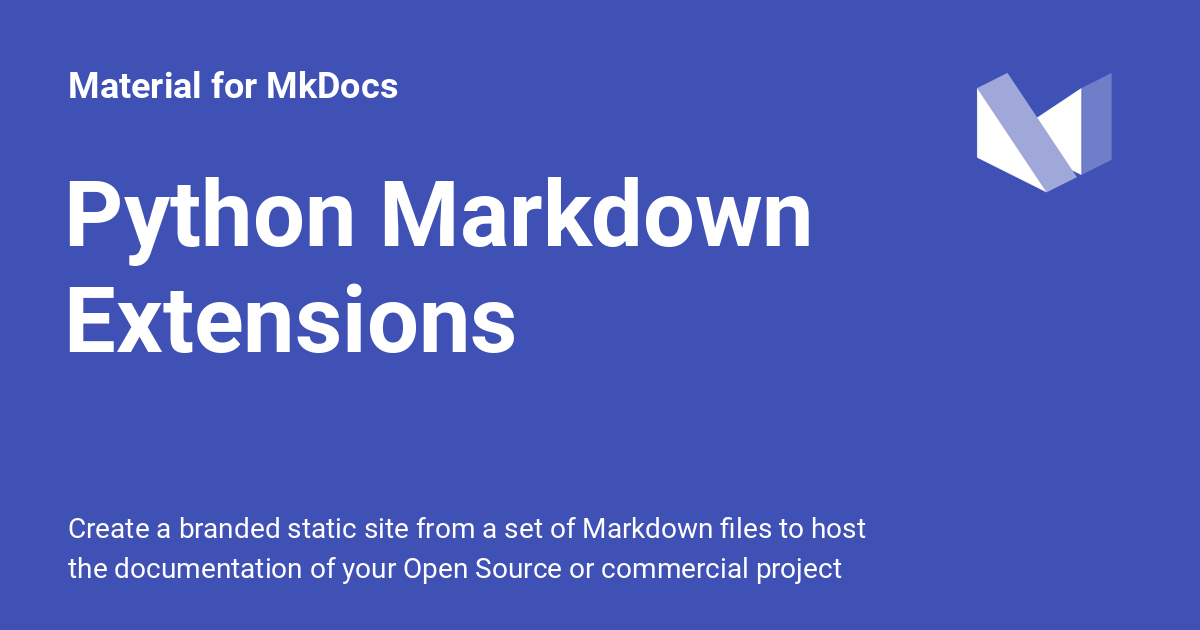 Material for MkDocs
Python Markdown
Extensions
Create a branded static site from a set of Markdown files to host
the documentation of your Open Source or commercial project